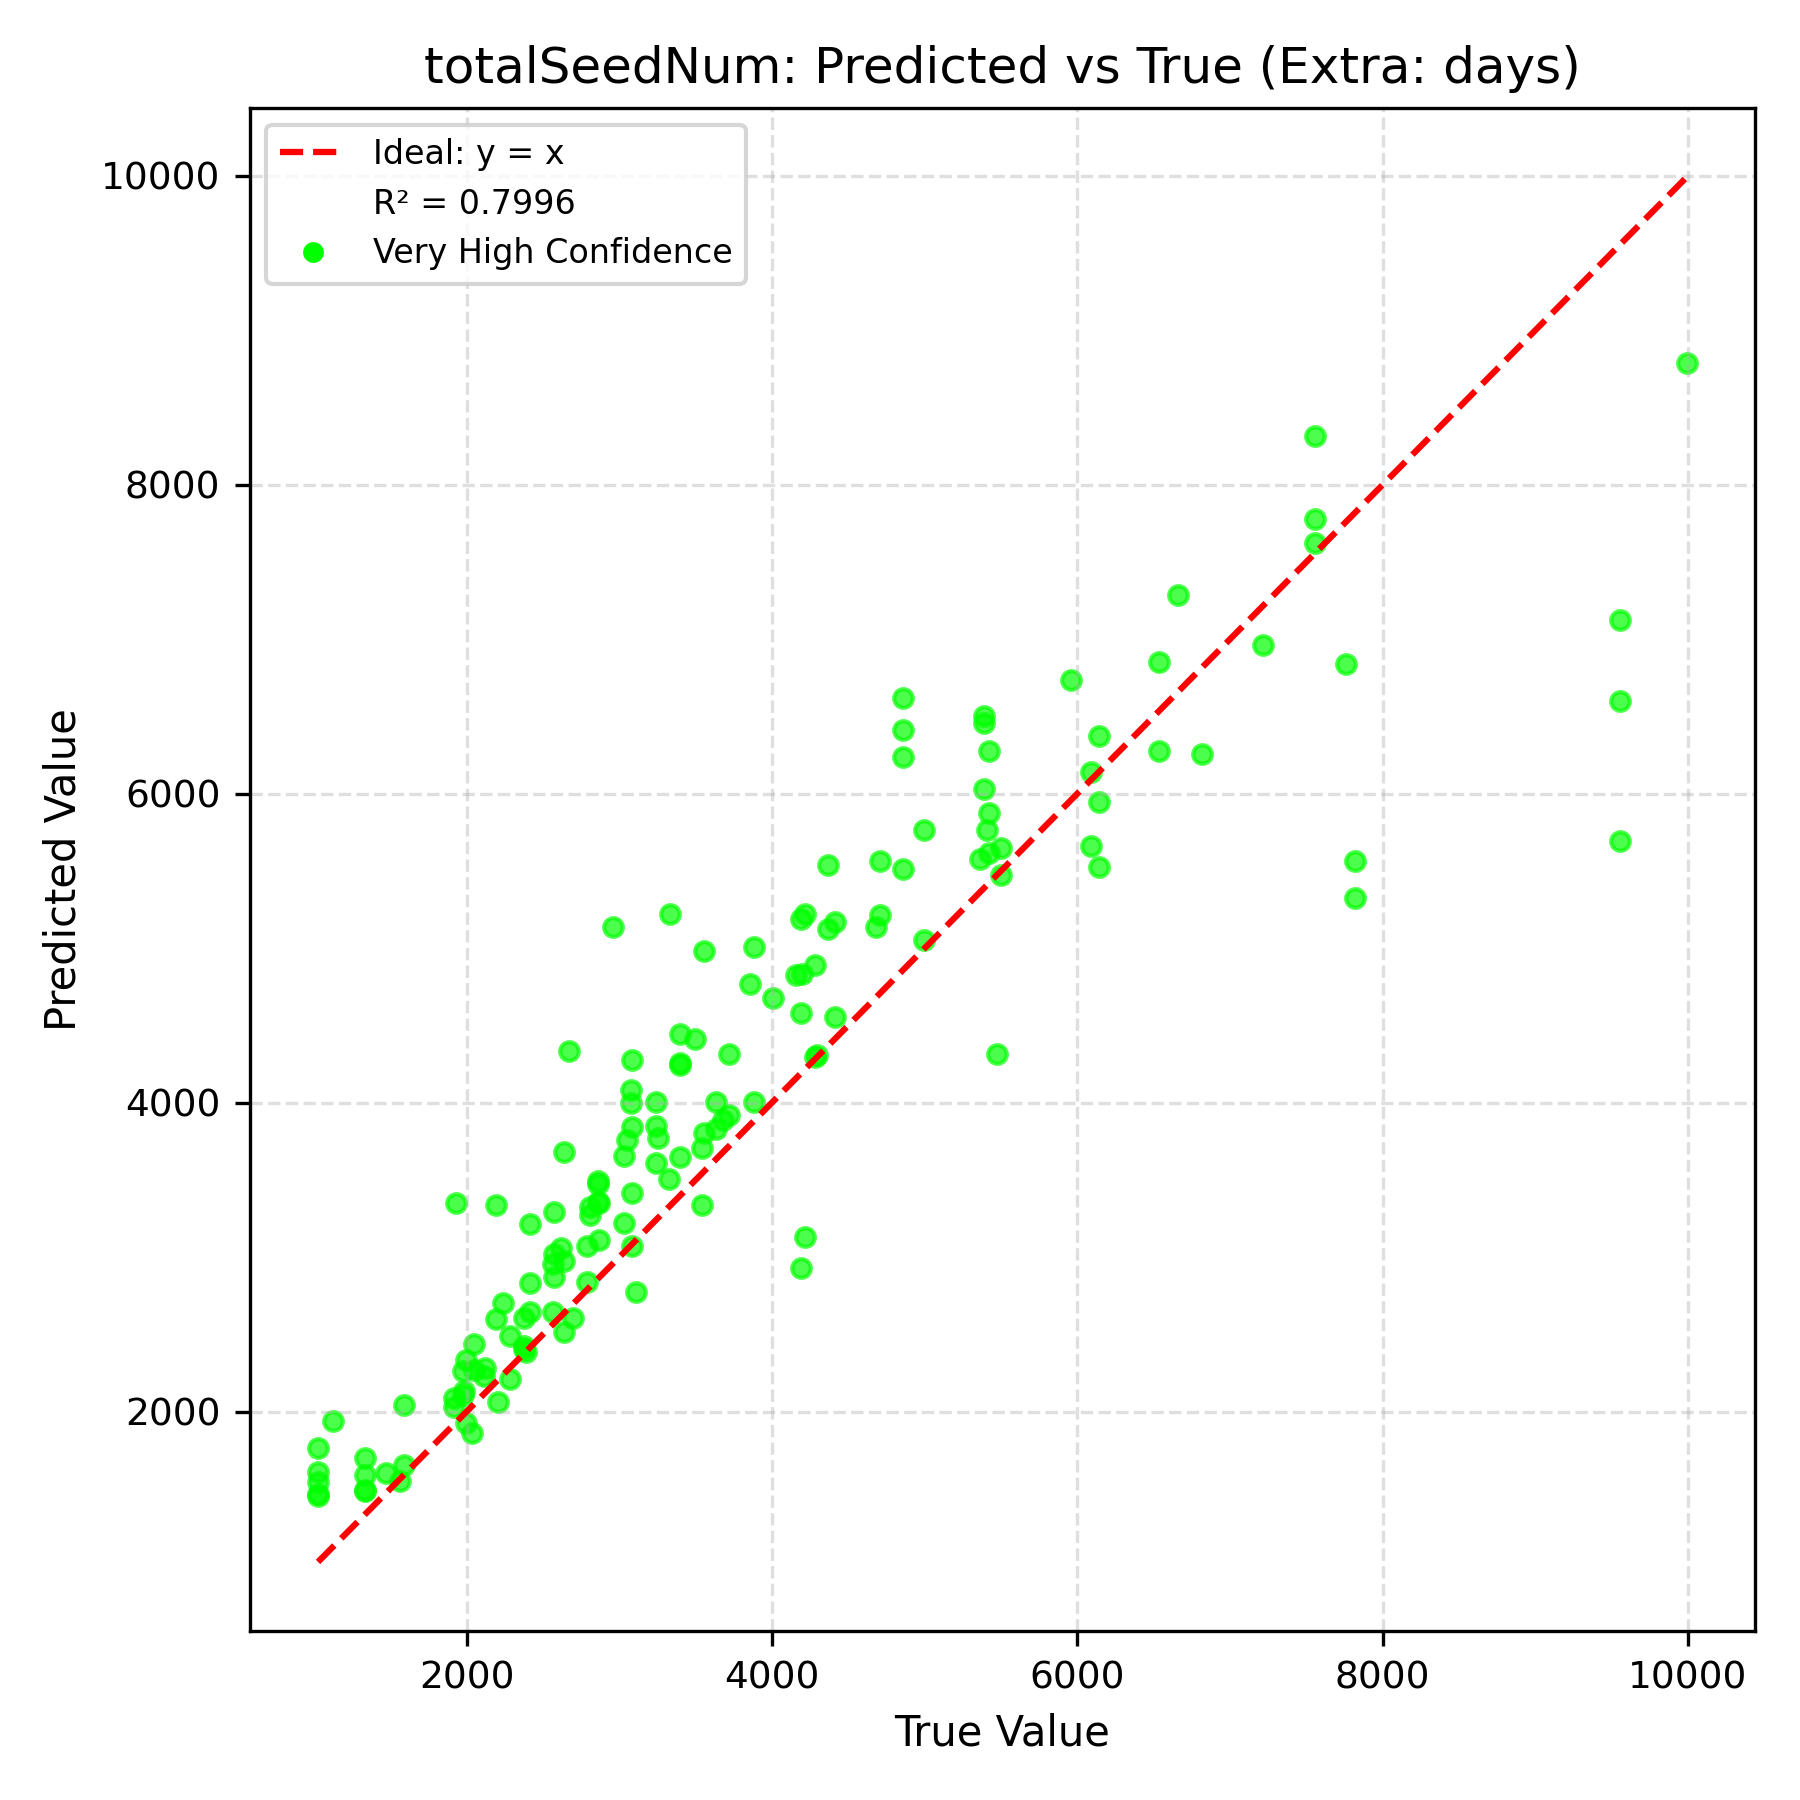 totalSeedNum: Predicted vs True (Extra: days)
Ideal: y = x
R² = 0.7996
Very High Confidence
10000
8000
6000
4000
2000
Predicted Value
2000 4000 6000 8000 10000
True Value